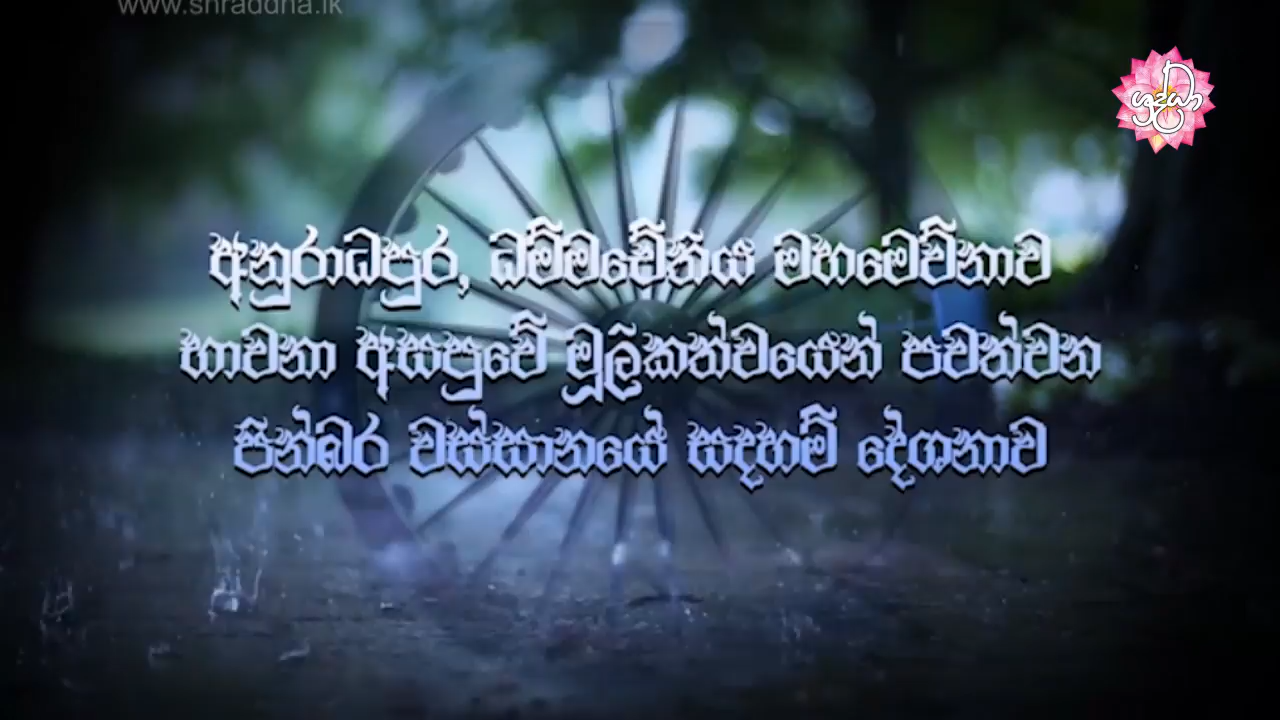 www.shraddha.lk
ශ්‍රද්ධා
අනුරාධපුර, ධම්මචේතිය මහමෙව්නාව
භාවනා අසපුවේ මූලිකත්වයෙන් පවත්වන
පින්බර වස්සානයේ සදහම් දේශනාව